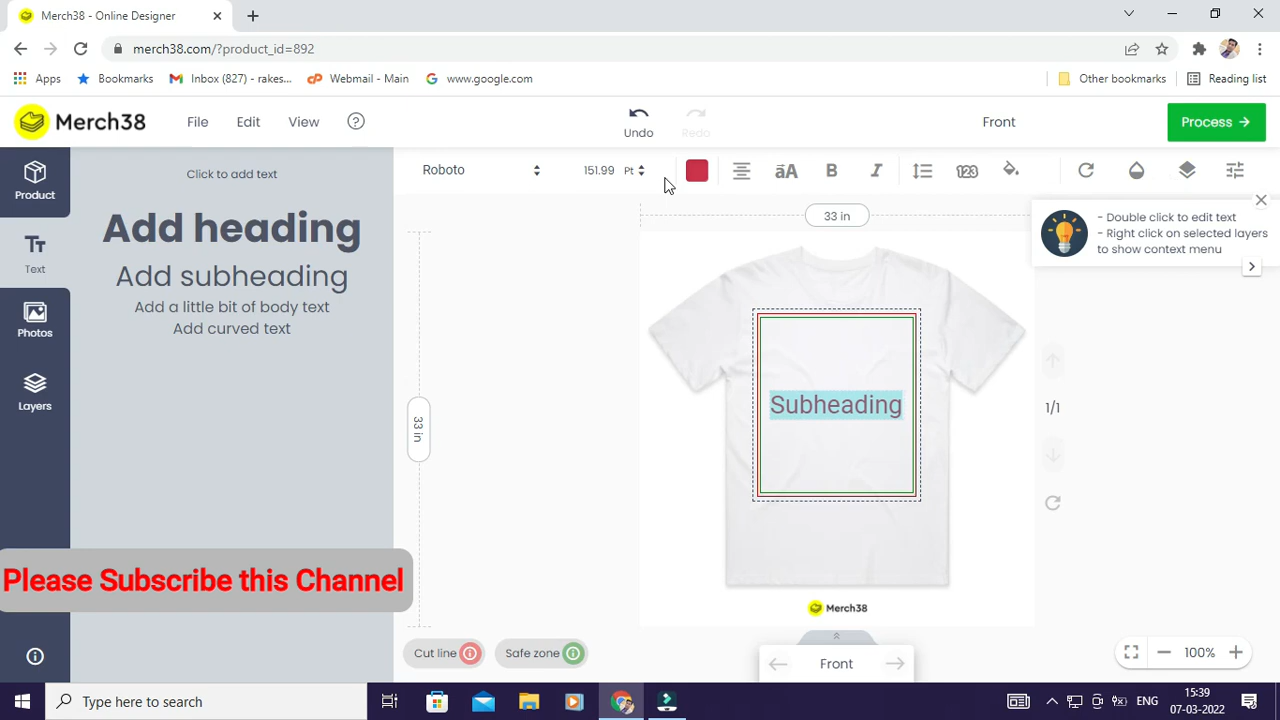 Merch38 - Online Designer
merch38.com/?product_id=892
Apps
Bookmarks
Inbox (827) - rakes...
Webmail - Main
www.google.com
Other bookmarks
Reading list
Merch38
File
Edit
View
Undo
Redo
Front
Process
Product
Text
Photos
Layers
Click to add text
Add heading
Add subheading
Add a little bit of body text
Add curved text
Roboto
151.99
Pt
aA
B
I
123
33 in
- Double click to edit text
- Right click on selected layers
to show context menu
33 in
Subheading
1/1
Merch38
Please Subscribe this Channel
Cut line
Safe zone
Front
100%
Type here to search
ENG
15:39
07-03-2022